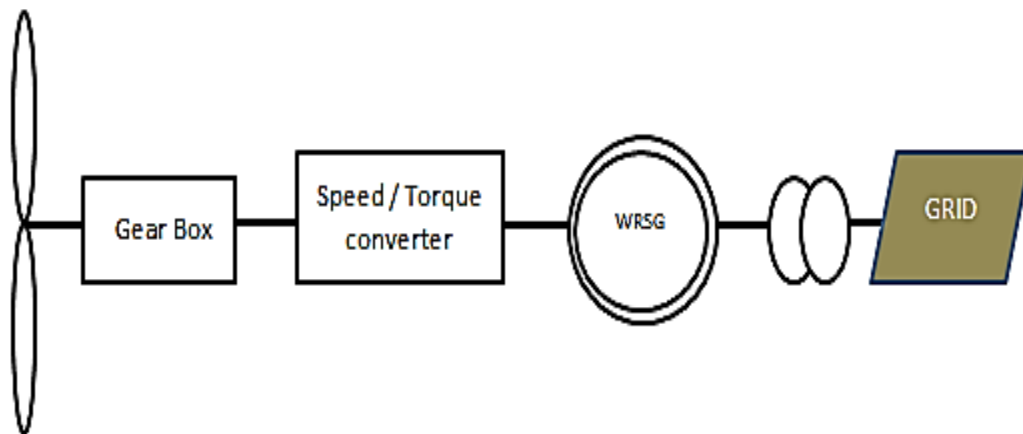 Gear Box
Speed / Torque
converter
WRSG
GRID